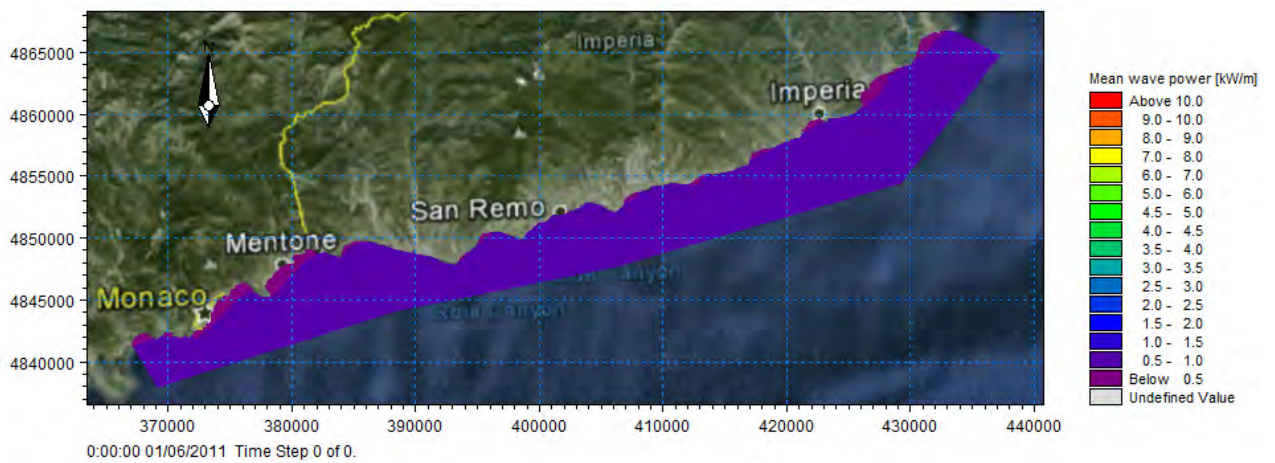 N
Imperia
Imperia
San Remo
Mentone
Monaco
Canyon
Roia Canyon
4865000
4860000
4855000
4850000
4845000
4840000
370000 380000 390000 400000 410000 420000 430000 440000
0:00:00 01/06/2011 Time Step 0 of 0.
Mean wave power [kW/m]
Above 10.0
9.0 - 10.0
8.0 - 9.0
7.0 - 8.0
6.0 - 7.0
5.0 - 6.0
4.5 - 5.0
4.0 - 4.5
3.5 - 4.0
3.0 - 3.5
2.5 - 3.0
2.0 - 2.5
1.5 - 2.0
1.0 - 1.5
0.5 - 1.0
Below 0.5
Undefined Value